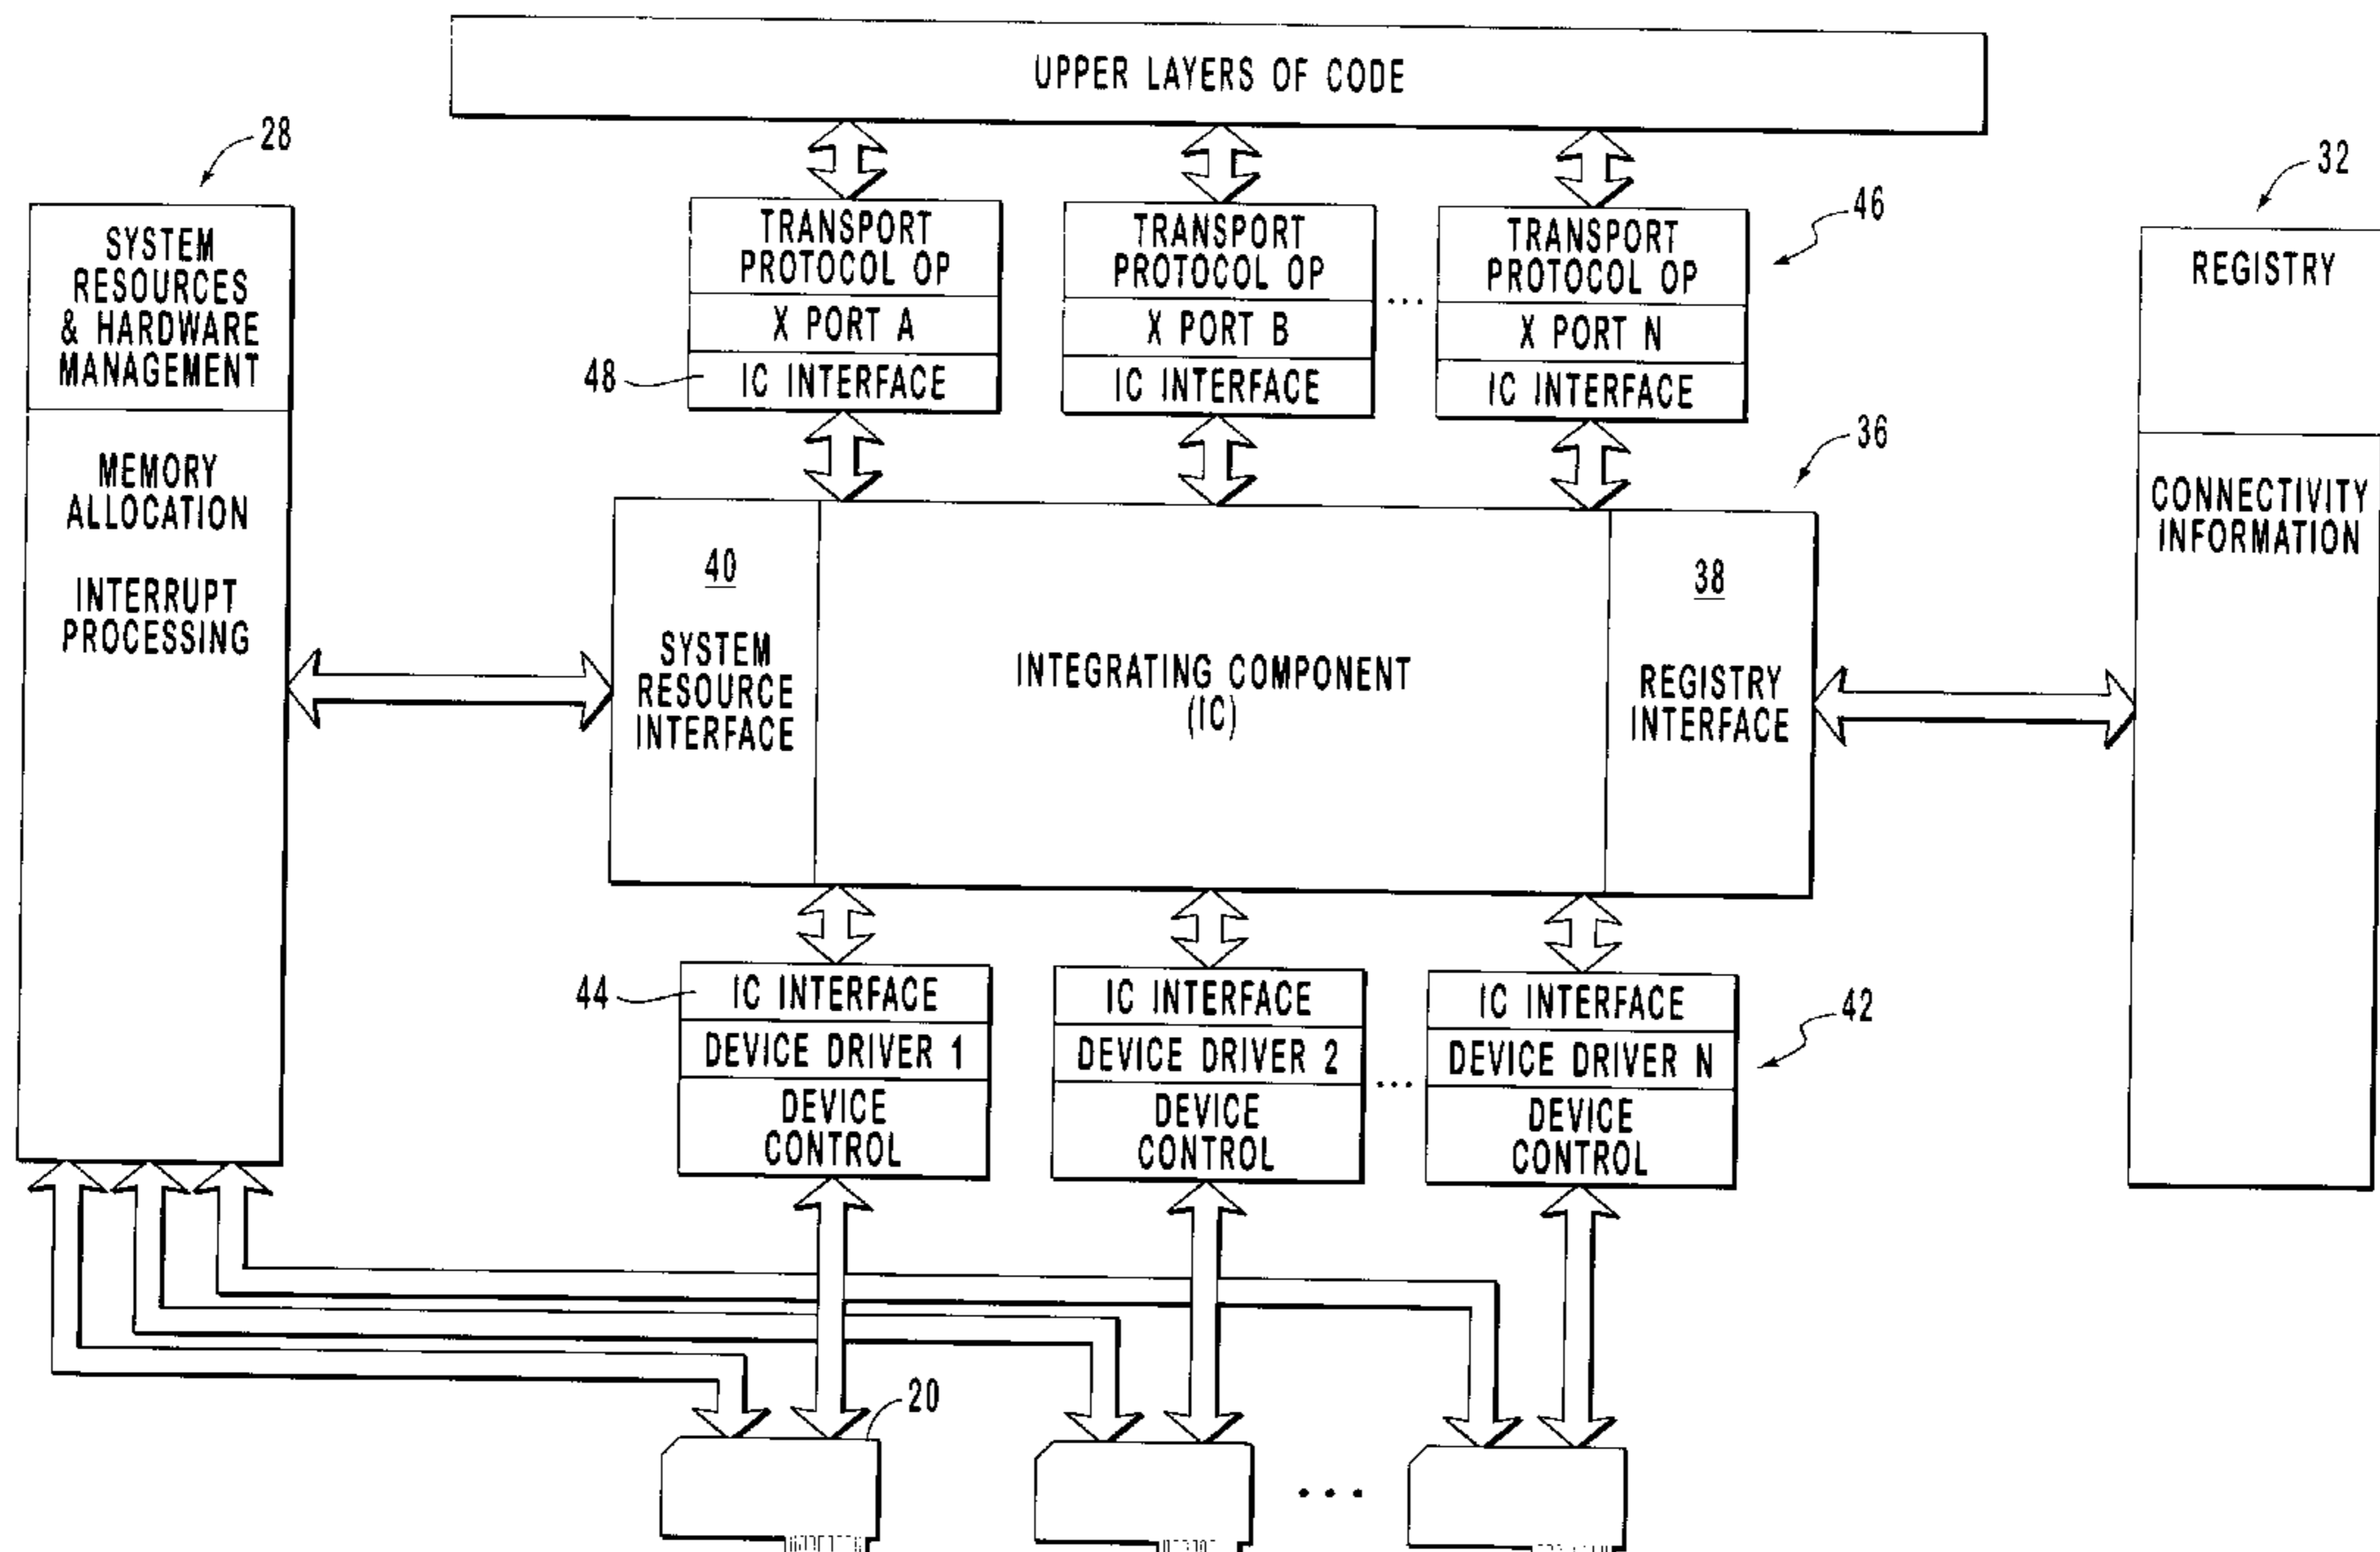 UPPER LAYERS OF CODE
28
SYSTEM
RESOURCES
& HARDWARE
MANAGEMENT
MEMORY
ALLOCATION
INTERRUPT
PROCESSING
TRANSPORT
PROTOCOL OP
X PORT A
48
IC INTERFACE
TRANSPORT
PROTOCOL OP
X PORT B
IC INTERFACE
...
TRANSPORT
PROTOCOL OP
X PORT N
IC INTERFACE
46
32
REGISTRY
CONNECTIVITY
INFORMATION
36
40
SYSTEM
RESOURCE
INTERFACE
INTEGRATING COMPONENT
(IC)
38
REGISTRY
INTERFACE
44
IC INTERFACE
DEVICE DRIVER 1
DEVICE
CONTROL
IC INTERFACE
DEVICE DRIVER 2
DEVICE
CONTROL
...
IC INTERFACE
DEVICE DRIVER N
DEVICE
CONTROL
42
20
...